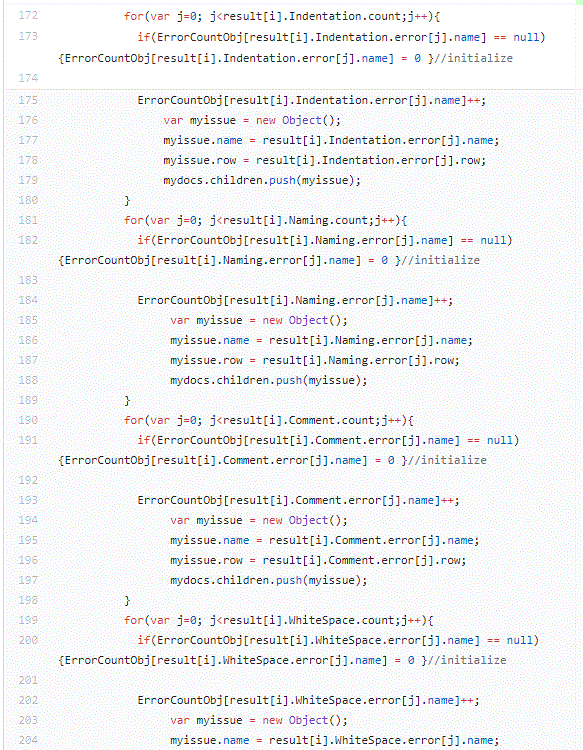 172 for(var j=0; j<result[i].Indentation.count;j++){
173 if(ErrorCountObj[result[i].Indentation.error[j].name] == null)
{ErrorCountObj[result[i].Indentation.error[j].name] = 0 }//initialize
174
175 ErrorCountObj[result[i].Indentation.error[j].name]++;
176 var myissue = new Object();
177 myissue.name = result[i].Indentation.error[j].name;
178 myissue.row = result[i].Indentation.error[j].row;
179 mydocs.children.push(myissue);
180 }
181 for(var j=0; j<result[i].Naming.count;j++){
182 if(ErrorCountObj[result[i].Naming.error[j].name] == null)
{ErrorCountObj[result[i].Naming.error[j].name] = 0 }//initialize
183
184 ErrorCountObj[result[i].Naming.error[j].name]++;
185 var myissue = new Object();
186 myissue.name = result[i].Naming.error[j].name;
187 myissue.row = result[i].Naming.error[j].row;
188 mydocs.children.push(myissue);
189 }
190 for(var j=0; j<result[i].Comment.count;j++){
191 if(ErrorCountObj[result[i].Comment.error[j].name] == null)
{ErrorCountObj[result[i].Comment.error[j].name] = 0 }//initialize
192
193 ErrorCountObj[result[i].Comment.error[j].name]++;
194 var myissue = new Object();
195 myissue.name = result[i].Comment.error[j].name;
196 myissue.row = result[i].Comment.error[j].row;
197 mydocs.children.push(myissue);
198 }
199 for(var j=0; j<result[i].WhiteSpace.count;j++){
200 if(ErrorCountObj[result[i].WhiteSpace.error[j].name] == null)
{ErrorCountObj[result[i].WhiteSpace.error[j].name] = 0 }//initialize
201
202 ErrorCountObj[result[i].WhiteSpace.error[j].name]++;
203 var myissue = new Object();
204 myissue.name = result[i].WhiteSpace.error[j].name;